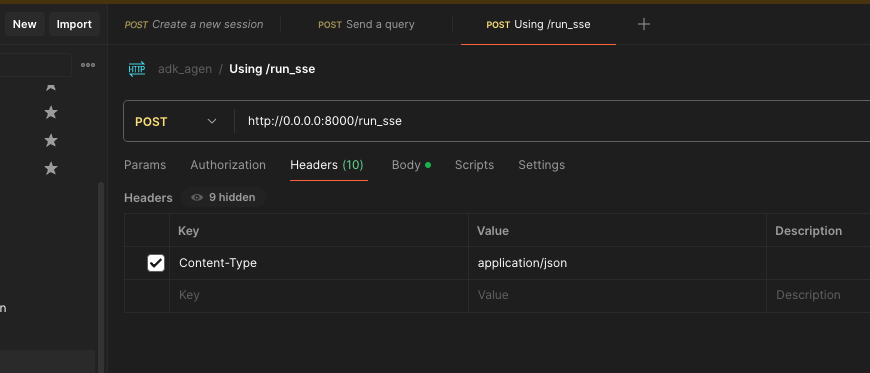 New Import POST Create a new session POST Send a query POST Using /run_sse
HTTP adk_agen / Using /run_sse
POST http://0.0.0.0:8000/run_sse
Params Authorization Headers (10) Body Scripts Settings
Headers 9 hidden
Key Value Description
Content-Type application/json
Key Value Description
n